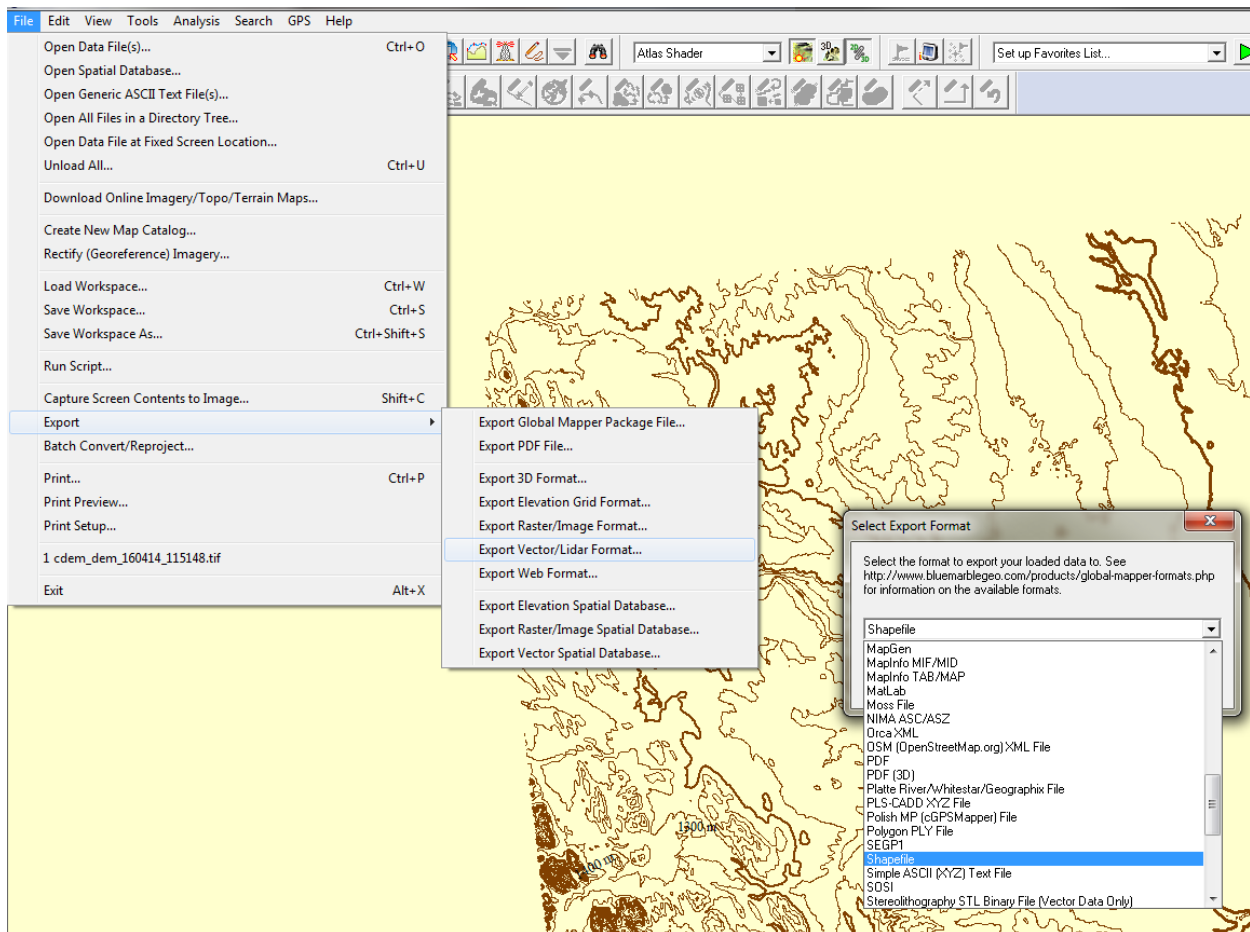 File Edit View Tools Analysis Search GPS Help
Open Data File(s)... Ctrl+O
Open Spatial Database...
Open Generic ASCII Text File(s)...
Open All Files in a Directory Tree...
Open Data File at Fixed Screen Location...
Unload All... Ctrl+U
Download Online Imagery/Topo/Terrain Maps...
Create New Map Catalog...
Rectify (Georeference) Imagery...
Load Workspace... Ctrl+W
Save Workspace... Ctrl+S
Save Workspace As... Ctrl+Shift+S
Run Script...
Capture Screen Contents to Image... Shift+C
Export
Batch Convert/Reproject...
Print... Ctrl+P
Print Preview...
Print Setup...
1 cdem_dem_160414_115148.tif
Exit Alt+X
Atlas Shader
3D
Set up Favorites List...
Export Global Mapper Package File...
Export PDF File...
Export 3D Format...
Export Elevation Grid Format...
Export Raster/Image Format...
Export Vector/Lidar Format...
Export Web Format...
Export Elevation Spatial Database...
Export Raster/Image Spatial Database...
Export Vector Spatial Database...
Select Export Format
Select the format to export your loaded data to. See
http://www.bluemarblegeo.com/products/global-mapper-formats.php
for information on the available formats.
Shapefile
MapGen
MapInfo MIF/MID
MapInfo TAB/MAP
MatLab
Moss File
NIMA ASC/ASZ
Orca XML
OSM (OpenStreetMap.org) XML File
PDF
PDF (3D)
Platte River/Whitestar/Geographix File
PLS-CADD XYZ File
Polish MP (cGPSMapper) File
Polygon PLY File
SEGP1
Shapefile
Simple ASCII (XYZ) Text File
SOSI
Stereolithography STL Binary File (Vector Data Only)
1300 m